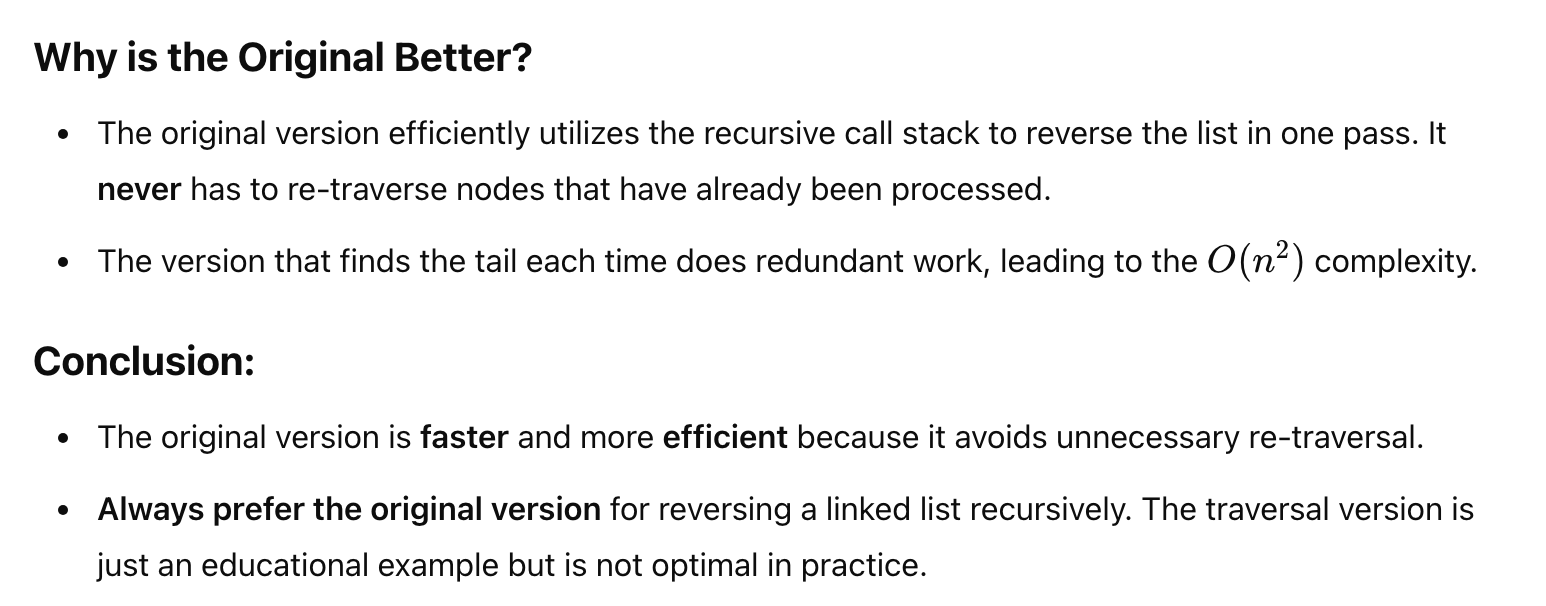 Why is the Original Better?
• The original version efficiently utilizes the recursive call stack to reverse the list in one pass. It
never has to re-traverse nodes that have already been processed.
• The version that finds the tail each time does redundant work, leading to the O(n²) complexity.
Conclusion:
• The original version is faster and more efficient because it avoids unnecessary re-traversal.
• Always prefer the original version for reversing a linked list recursively. The traversal version is
just an educational example but is not optimal in practice.